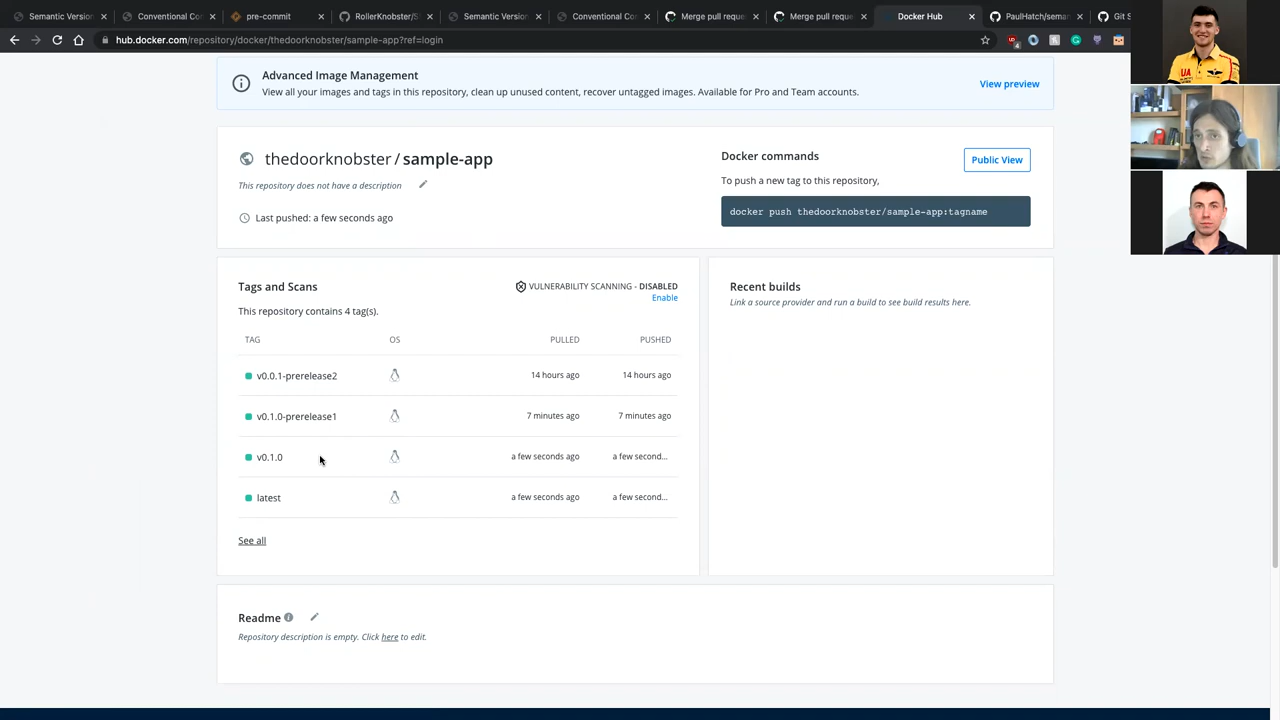 Semantic Versio
Conventional Co
pre-commit
RollerKnobster/S
Semantic Versio
Conventional Co
Merge pull reque
Merge pull reque
Docker Hub
PaulHatch/seman
Git S
hub.docker.com/repository/docker/thedoorknobster/sample-app?ref=login
Advanced Image Management
View all your images and tags in this repository, clean up unused content, recover untagged images. Available for Pro and Team accounts.
View preview
thedoorknobster / sample-app
This repository does not have a description
Last pushed: a few seconds ago
Docker commands
Public View
To push a new tag to this repository,
docker push thedoorknobster/sample-app:tagname
Tags and Scans
VULNERABILITY SCANNING - DISABLED
Enable
This repository contains 4 tag(s).
TAG OS PULLED PUSHED
v0.0.1-prerelease2 14 hours ago 14 hours ago
v0.1.0-prerelease1 7 minutes ago 7 minutes ago
v0.1.0 a few seconds ago a few second...
latest a few seconds ago a few second...
See all
Recent builds
Link a source provider and run a build to see build results here.
Readme
Repository description is empty. Click here to edit.
UA